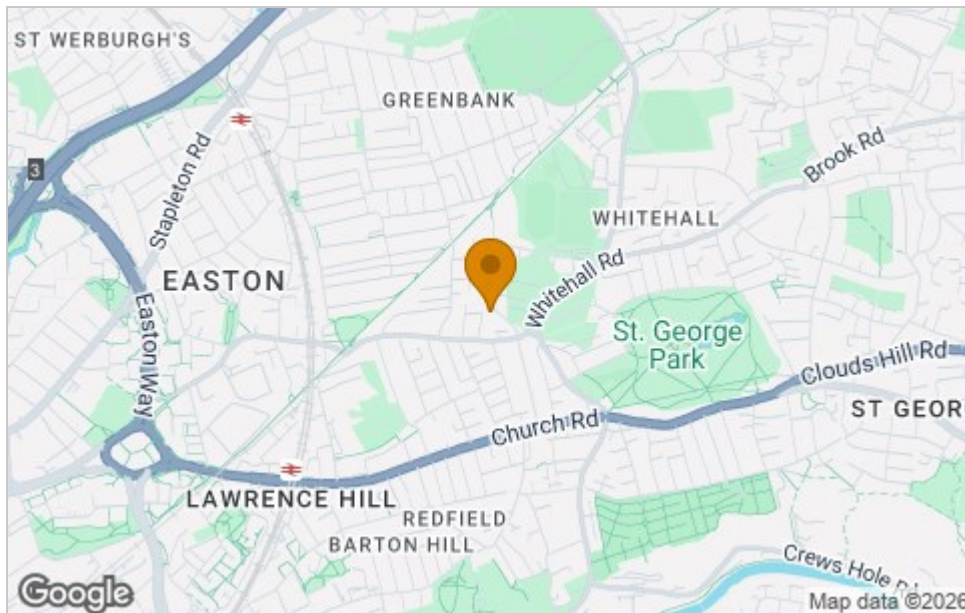 ST WERBURGH'S
GREENBANK
3
Stapleton Rd
Brook Rd
WHITEHALL
EASTON
Whitehall Rd
Easton Way
St. George
Park
Clouds Hill Rd
ST GEOR
Church Rd
LAWRENCE HILL
REDFIELD
BARTON HILL
Crews Hole
Google
Map data ©2026